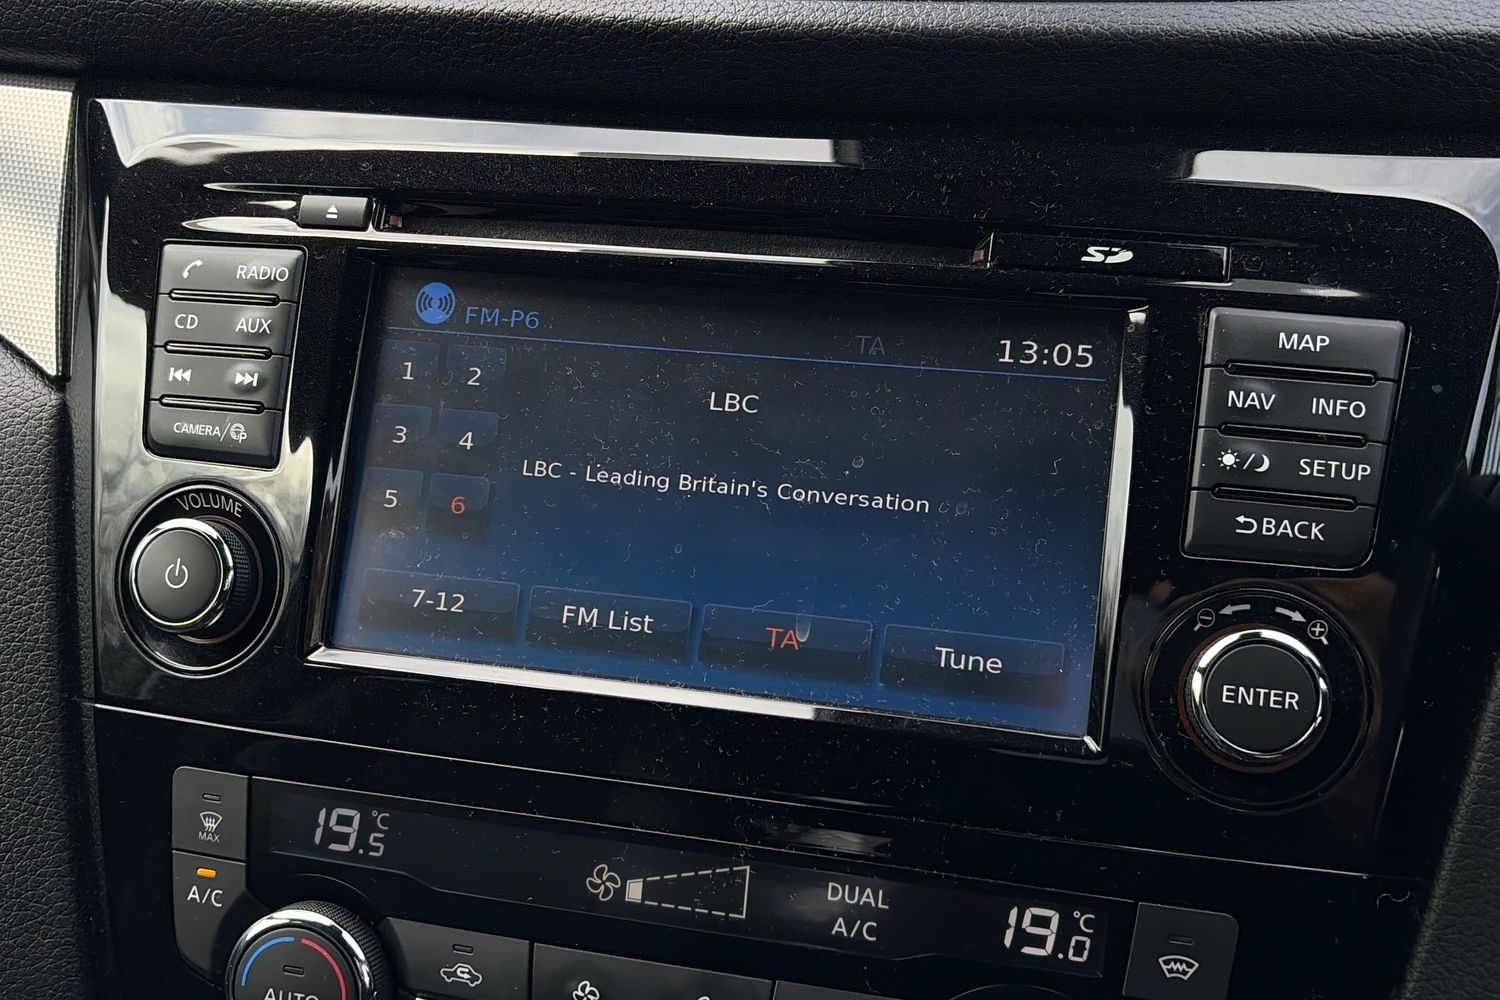 RADIO
CD AUX
CAMERA/
VOLUME
FM-P6
TA
13:05
1 2
3 4
5 6
LBC
LBC - Leading Britain's Conversation
7-12
FM List
TA
Tune
SD
MAP
NAV INFO
SETUP
BACK
ENTER
MAX
A/C
19.5°C
DUAL
A/C
19.0°C
AUTO